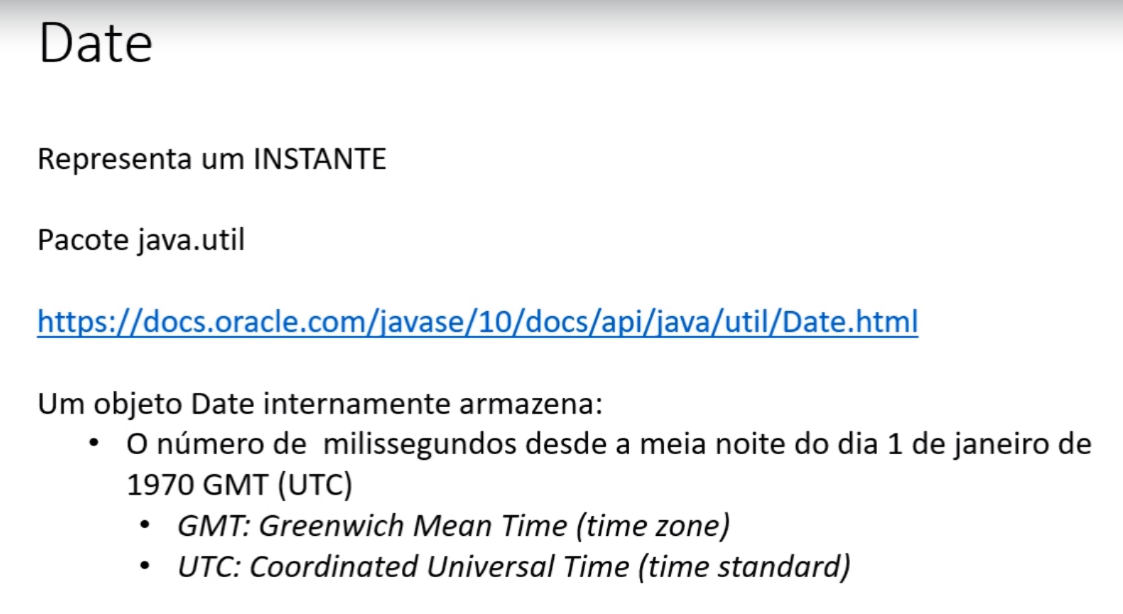 Date
Representa um INSTANTE
Pacote java.util
https://docs.oracle.com/javase/10/docs/api/java/util/Date.html
Um objeto Date internamente armazena:
• O número de  milissegundos desde a meia noite do dia 1 de janeiro de
1970 GMT (UTC)
• GMT: Greenwich Mean Time (time zone)
• UTC: Coordinated Universal Time (time standard)